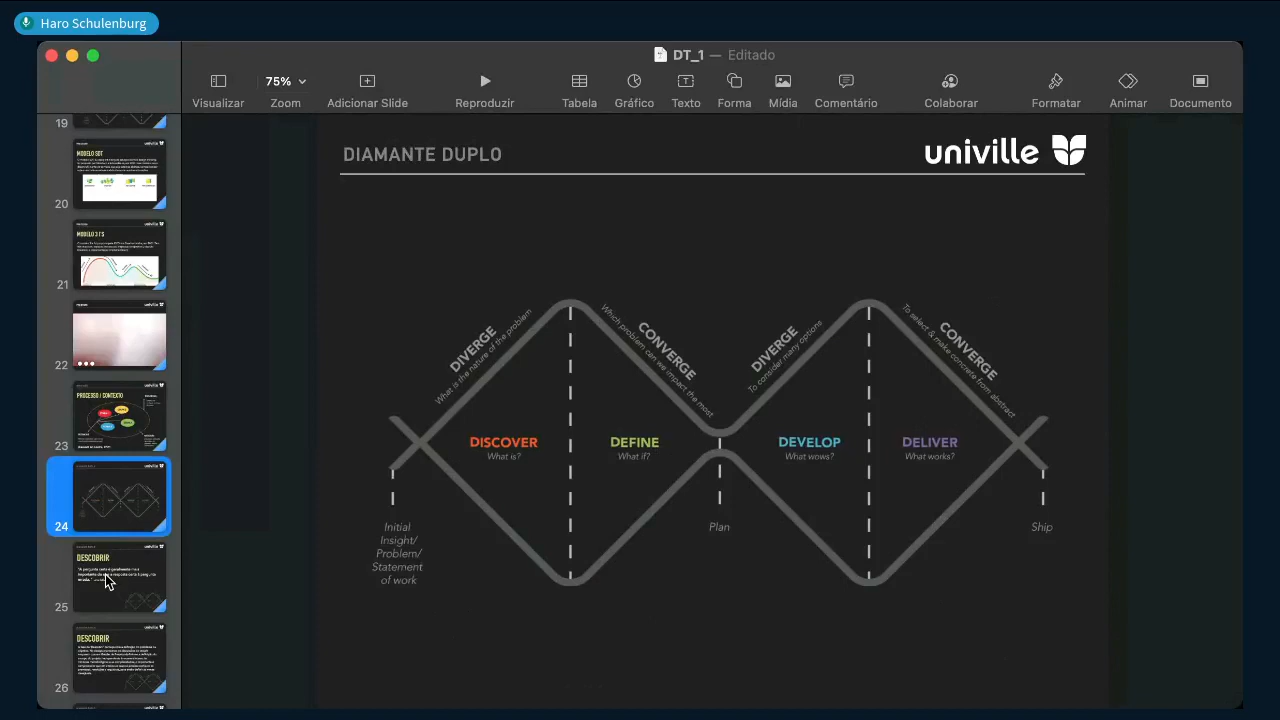 Haro Schulenburg
DT_1 — Editado
75%
Visualizar
Zoom
Adicionar Slide
Reproduzir
Tabela
Gráfico
Texto
Forma
Mídia
Comentário
Colaborar
Formatar
Animar
Documento
19
MODELO SDT
20
MODELO 3 I'S
21
22
PROCESSO / CONTEXTO
23
24
DESCOBRIR
25
DESCOBRIR
26
DIAMANTE DUPLO
univille
DIVERGE
What is the nature of the problem
CONVERGE
Which problem can we impact the most
DIVERGE
To consider many options
CONVERGE
To select & make concrete from abstract
DISCOVER
What is?
DEFINE
What if?
DEVELOP
What wows?
DELIVER
What works?
Initial
Insight/
Problem/
Statement
of work
Plan
Ship